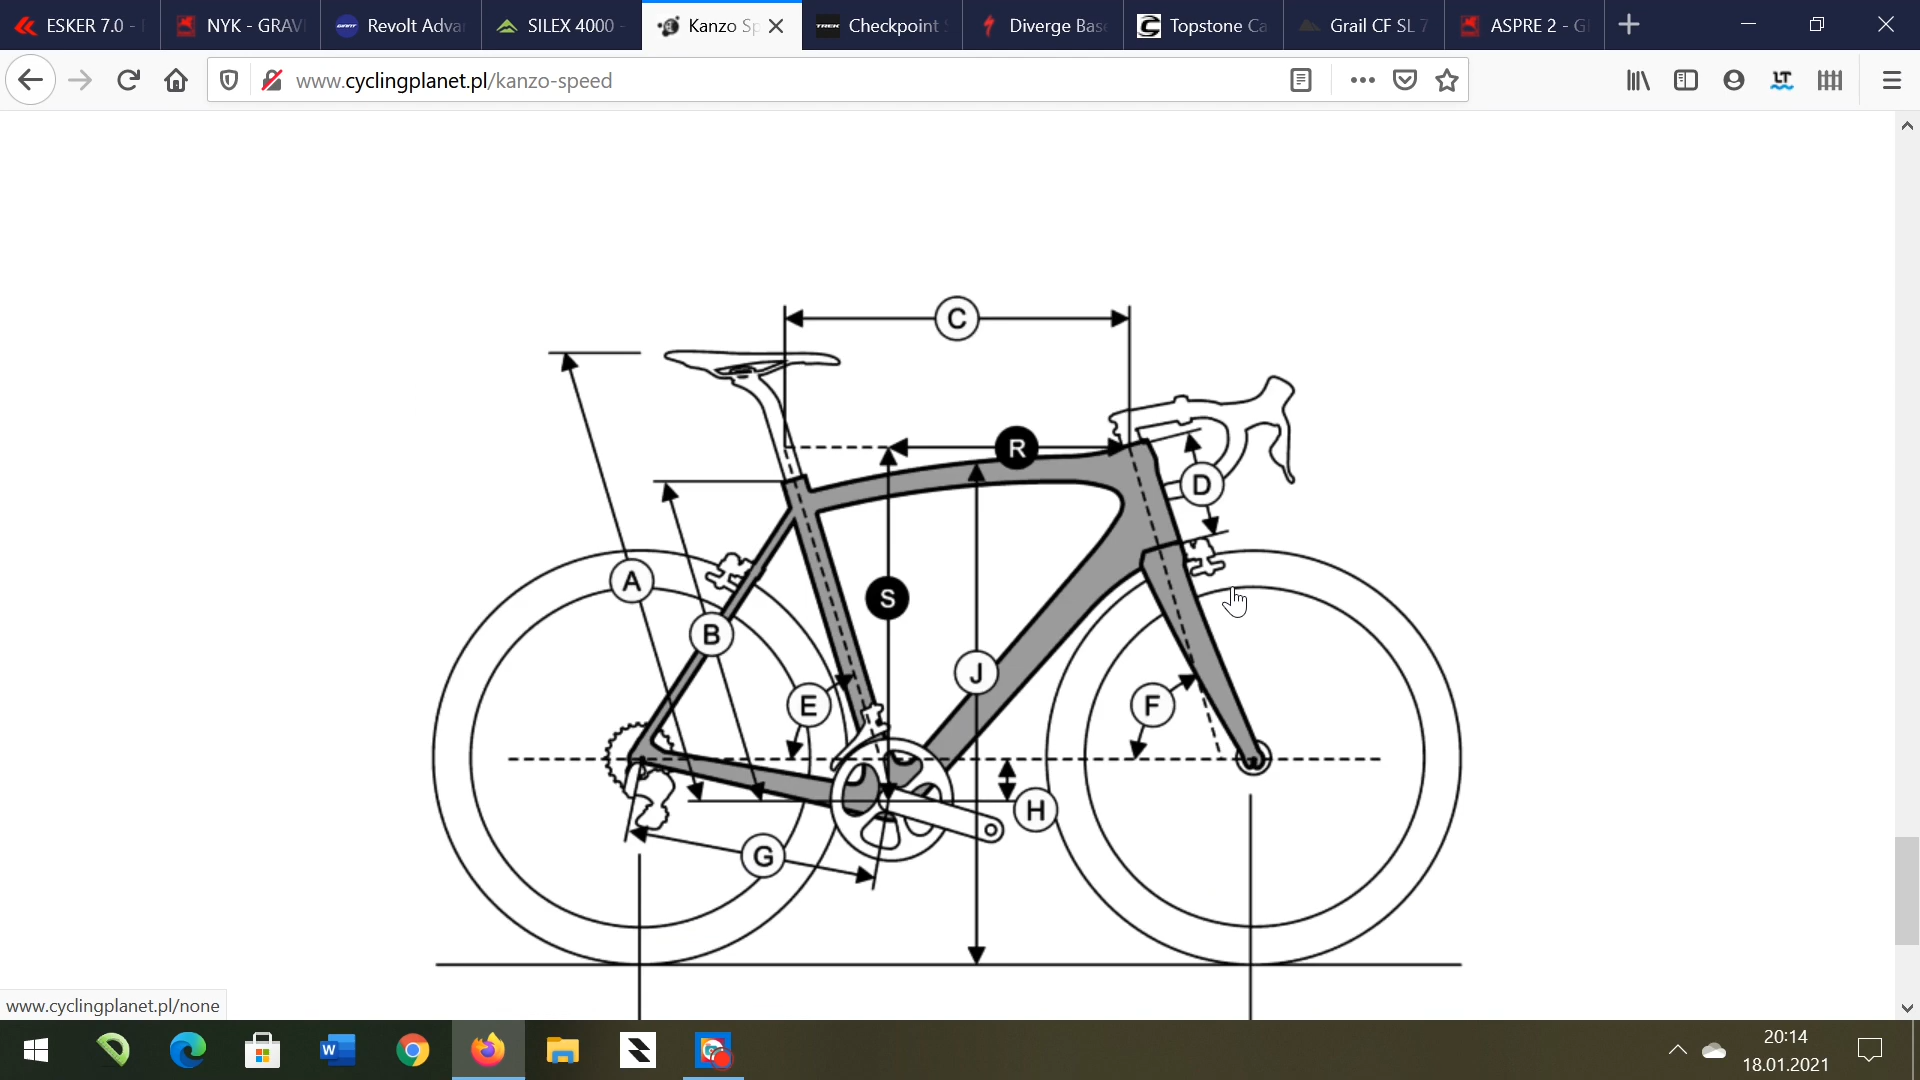 ESKER 7.0 -
NYK - GRAV
Revolt Adva
SILEX 4000 -
Kanzo Sp
Checkpoint
Diverge Base
Topstone Ca
Grail CF SL 7
ASPRE 2 - G
www.cyclingplanet.pl/kanzo-speed
C
R
D
A
S
B
J
E
F
H
G
www.cyclingplanet.pl/none
20:14
18.01.2021